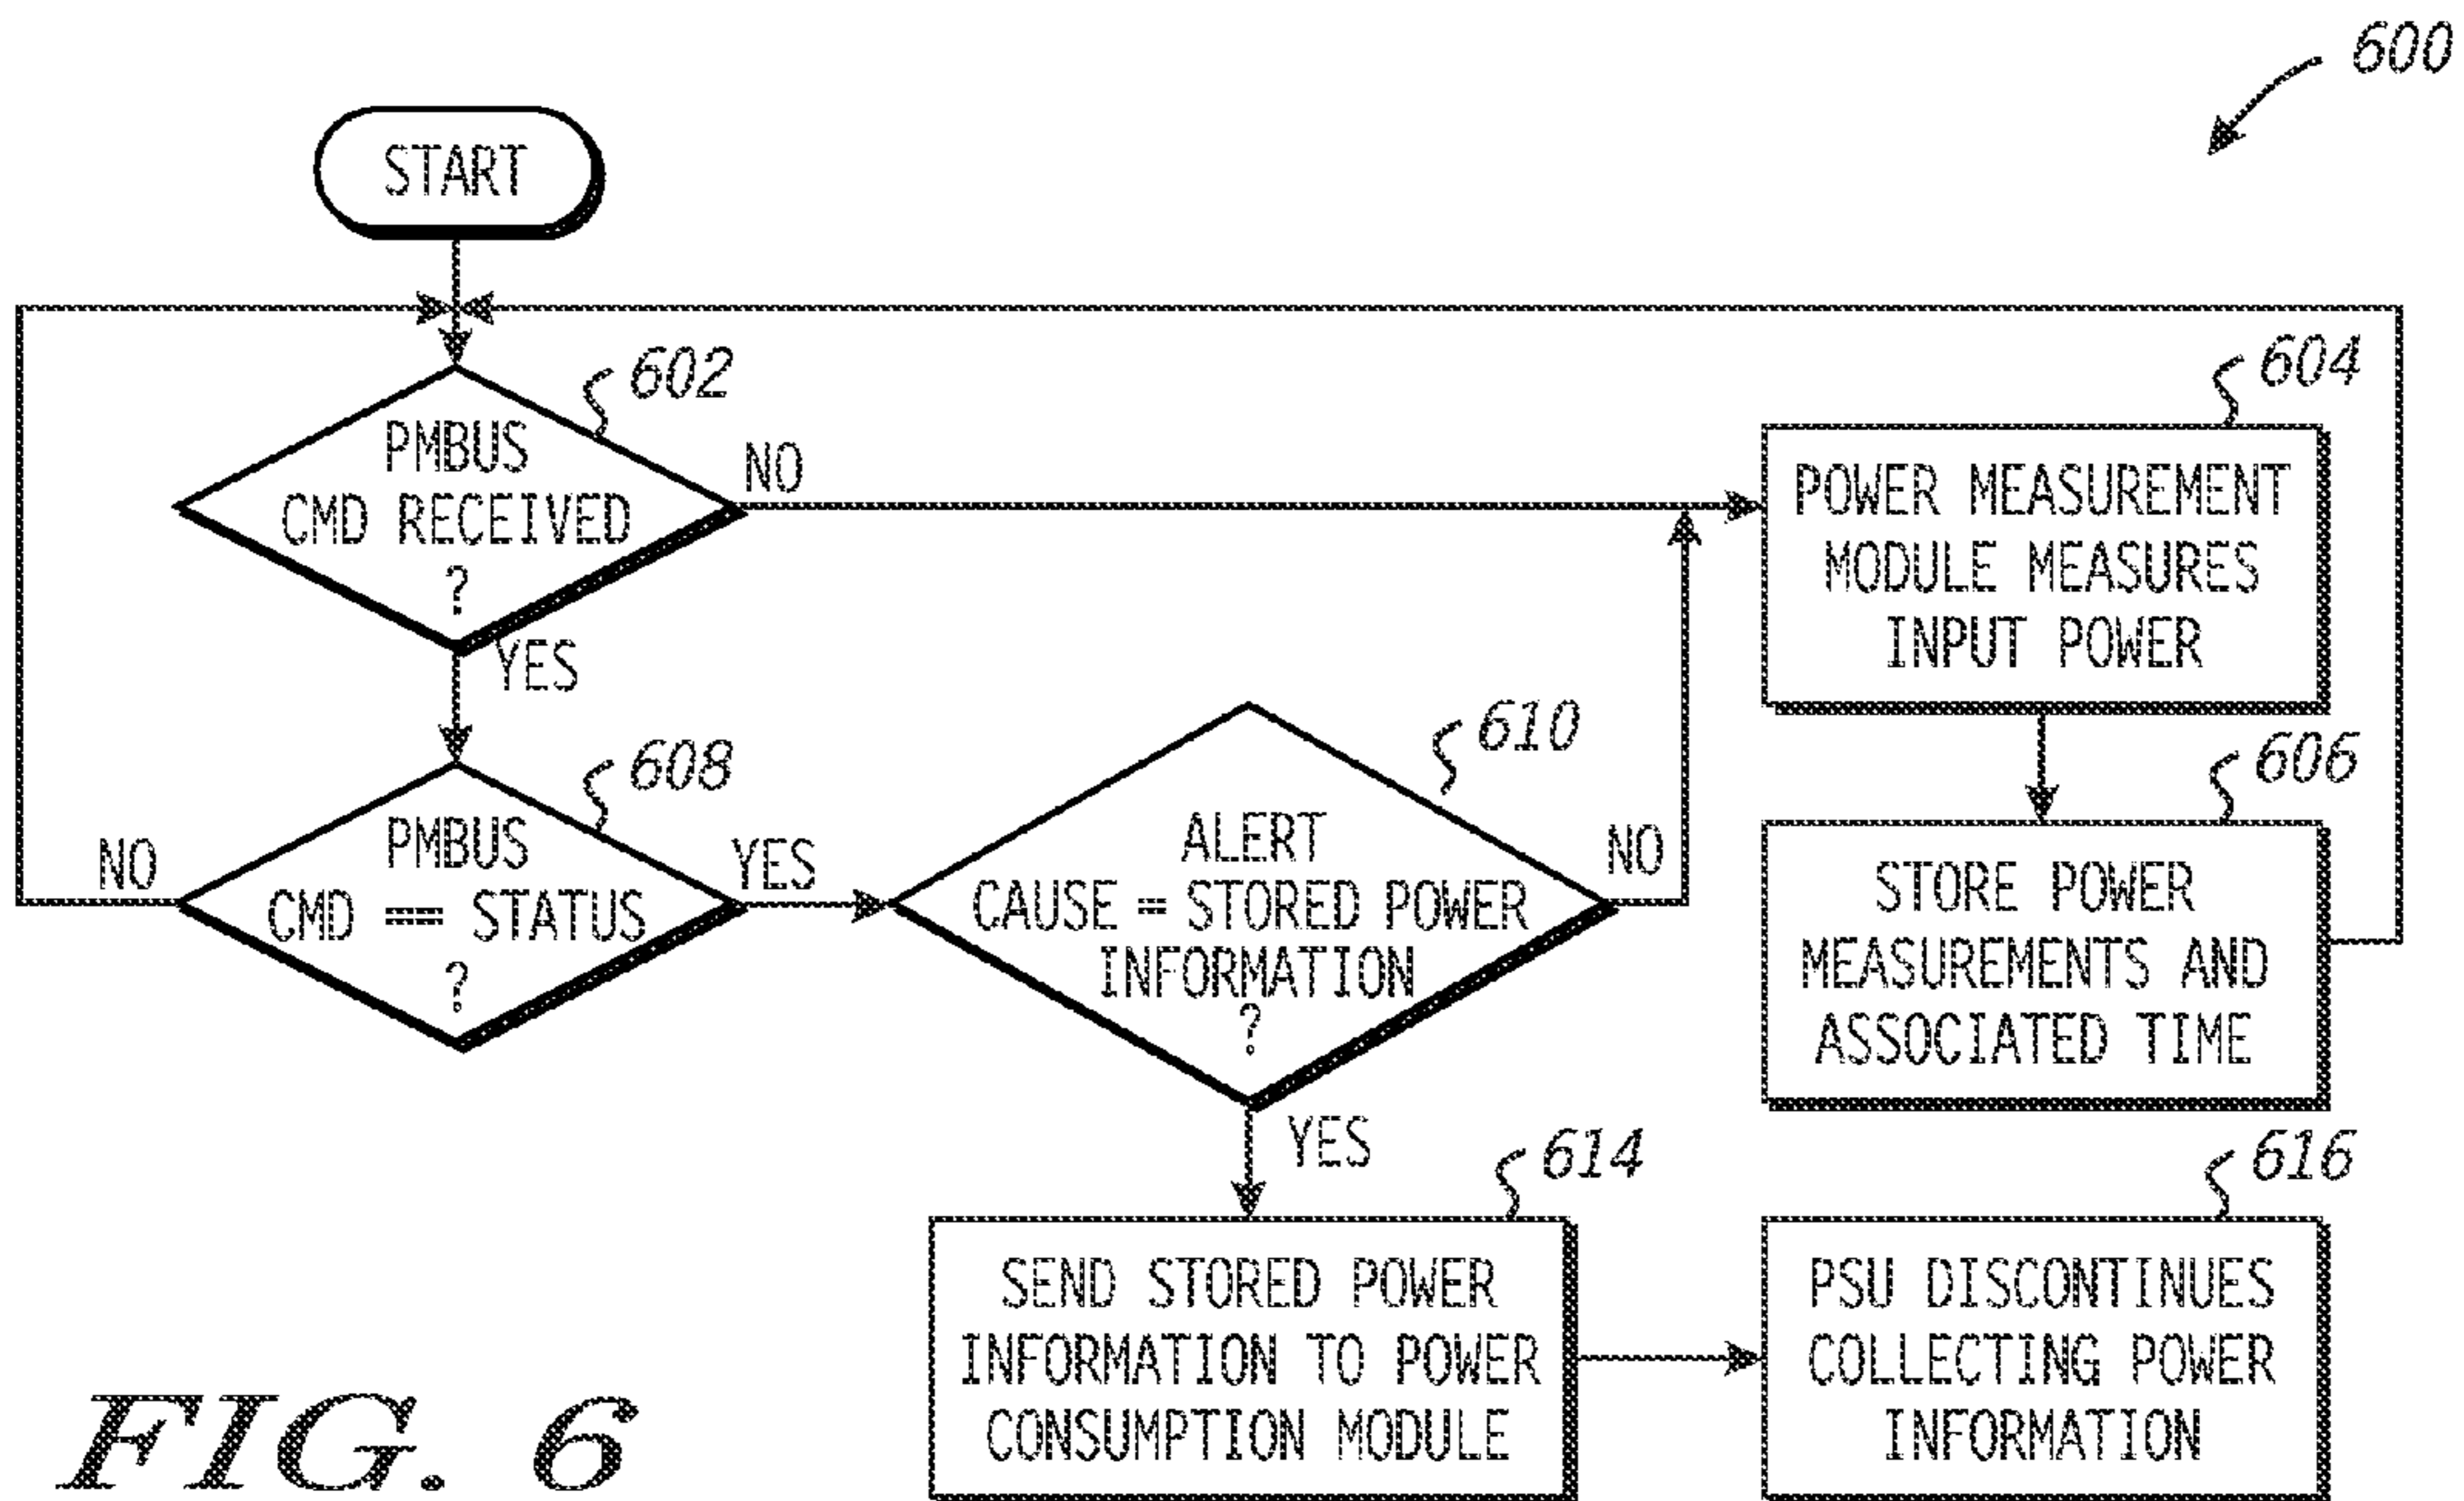 600
START
602
PMBUS
CMD RECEIVED
?
NO
YES
604
POWER MEASUREMENT
MODULE MEASURES
INPUT POWER
608
PMBUS
CMD == STATUS
?
NO
YES
610
ALERT
CAUSE = STORED POWER
INFORMATION
?
NO
YES
606
STORE POWER
MEASUREMENTS AND
ASSOCIATED TIME
614
SEND STORED POWER
INFORMATION TO POWER
CONSUMPTION MODULE
616
PSU DISCONTINUES
COLLECTING POWER
INFORMATION
FIG. 6